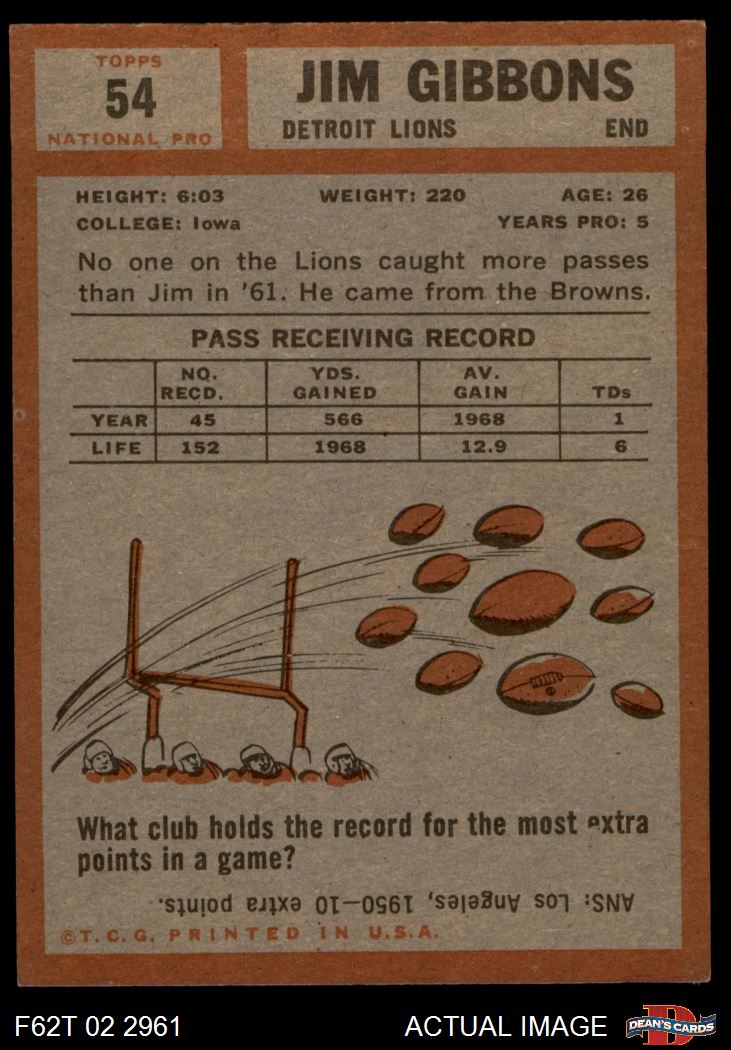 TOPPS
54
NATIONAL PRO
JIM GIBBONS
DETROIT LIONS END
HEIGHT: 6:03 WEIGHT: 220 AGE: 26
COLLEGE: Iowa YEARS PRO: 5
No one on the Lions caught more passes
than Jim in '61. He came from the Browns.
PASS RECEIVING RECORD
NO. YDS. AV.
RECD. GAINED GAIN TDs
YEAR 45 566 1968 1
LIFE 152 1968 12.9 6
What club holds the record for the most extra
points in a game?
ANS: Los Angeles, 1950—10 extra points.
©T.C.G. PRINTED IN U.S.A.
F62T 02 2961 ACTUAL IMAGE D DEAN'S CARDS